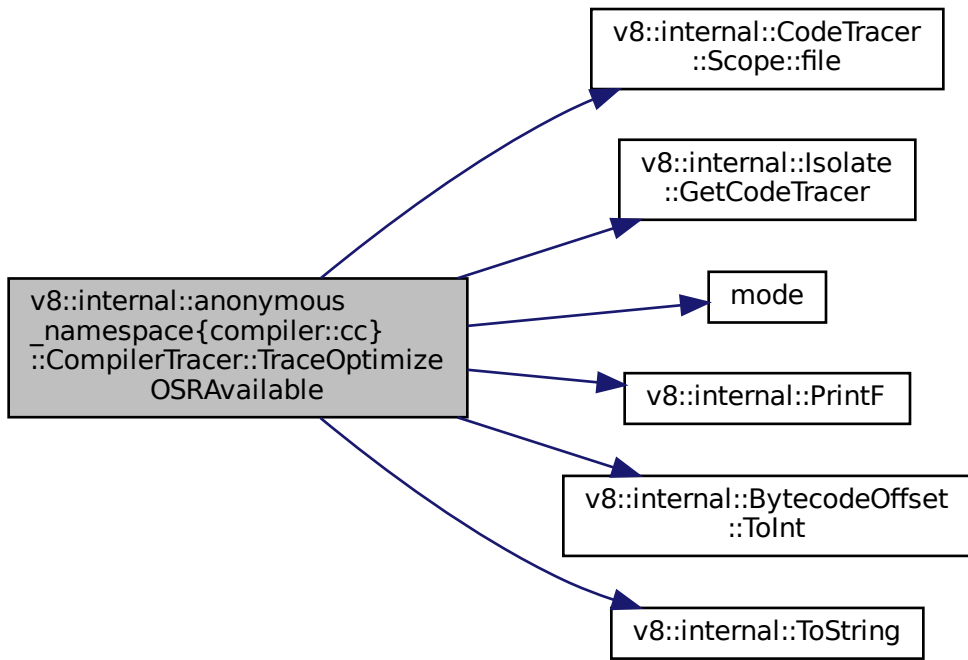 v8::internal::anonymous
_namespace{compiler::cc}
::CompilerTracer::TraceOptimize
OSRAvailable
v8::internal::CodeTracer
::Scope::file
v8::internal::Isolate
::GetCodeTracer
mode
v8::internal::PrintF
v8::internal::BytecodeOffset
::ToInt
v8::internal::ToString